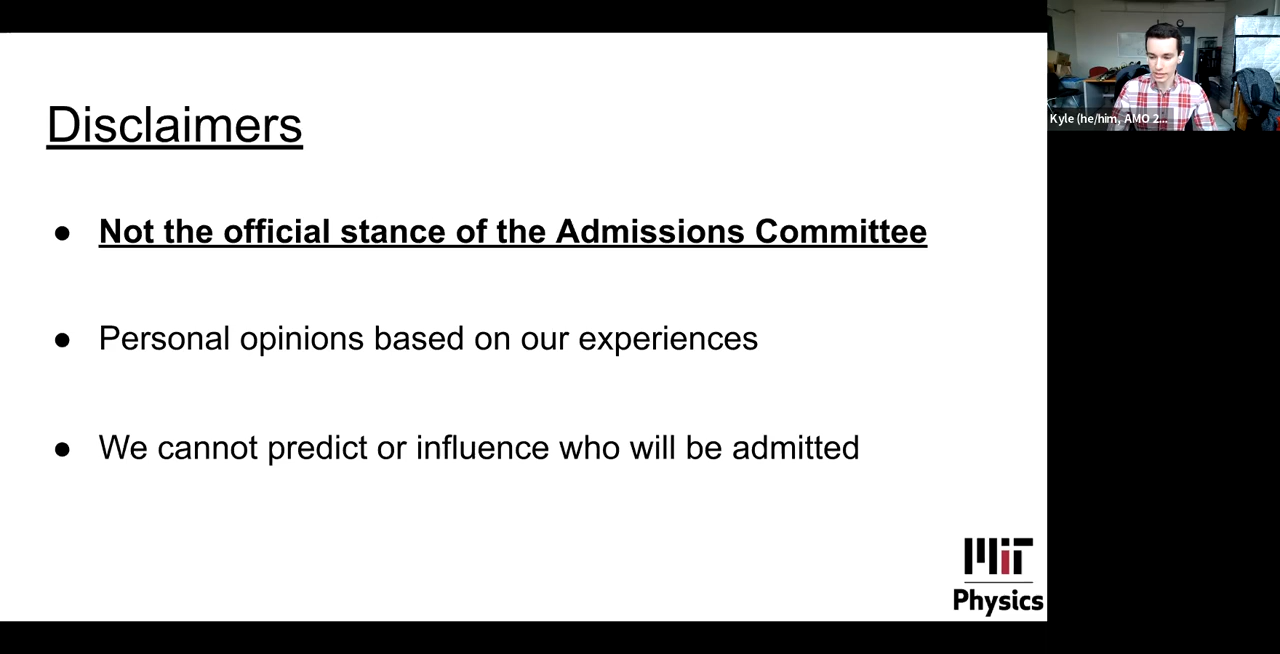 Disclaimers
● Not the official stance of the Admissions Committee
● Personal opinions based on our experiences
● We cannot predict or influence who will be admitted
MIT
Physics
Kyle (he/him, AMO 2...